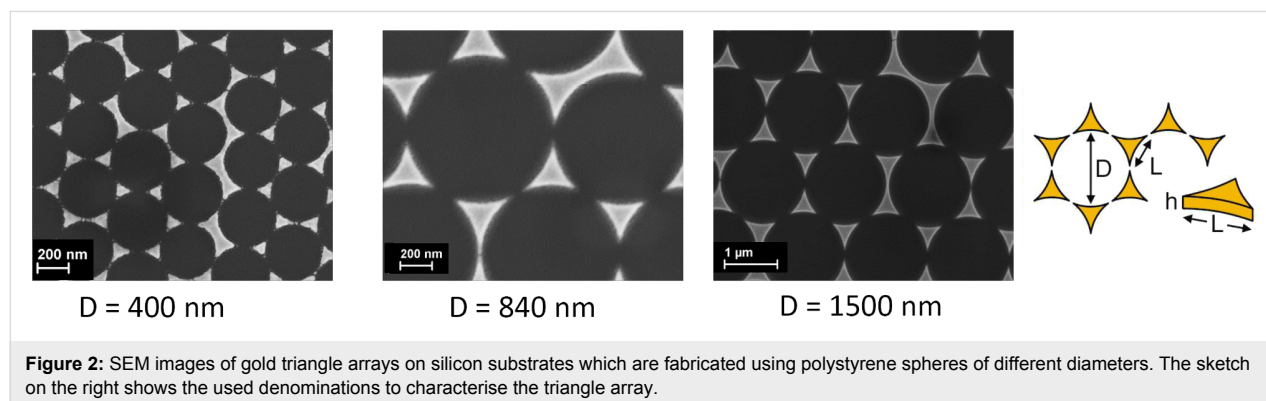 200 nm
200 nm
1 µm
D
L
h
L
D = 400 nm
D = 840 nm
D = 1500 nm
Figure 2: SEM images of gold triangle arrays on silicon substrates which are fabricated using polystyrene spheres of different diameters. The sketch
on the right shows the used denominations to characterise the triangle array.